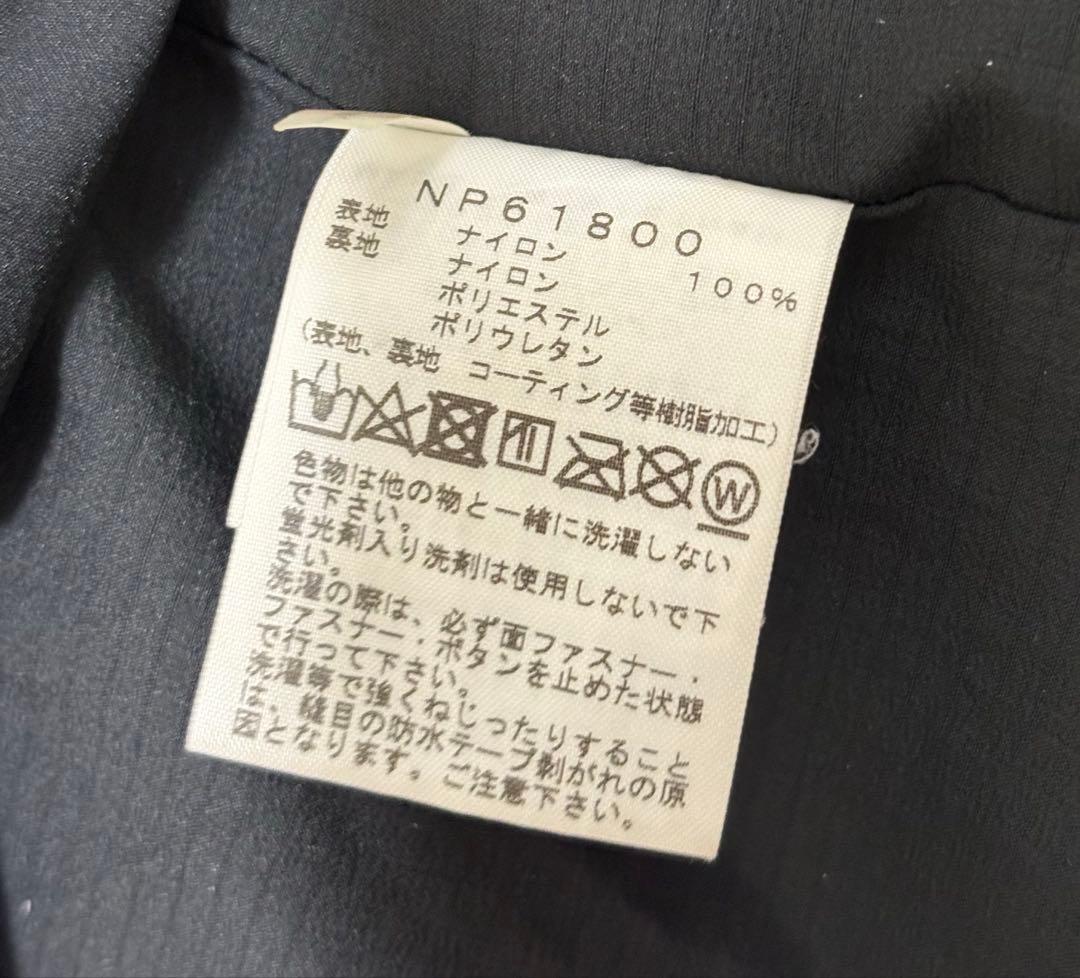 NP61800
表地 ナイロン 100%
裏地 ナイロン
ポリエステル
ポリウレタン
(表地、裏地 コーティング等樹脂加工)
W
色物は他の物と一緒に洗濯しない
で下さい。
蛍光剤入り洗剤は使用しないで下
さい。
洗濯の際は、必ず面ファスナー・
ファスナー・ボタンを止めた状態
で行って下さい。
洗濯等で強くねじったりすること
は、縫目の防水テープ剥がれの原
因となります。ご注意下さい。